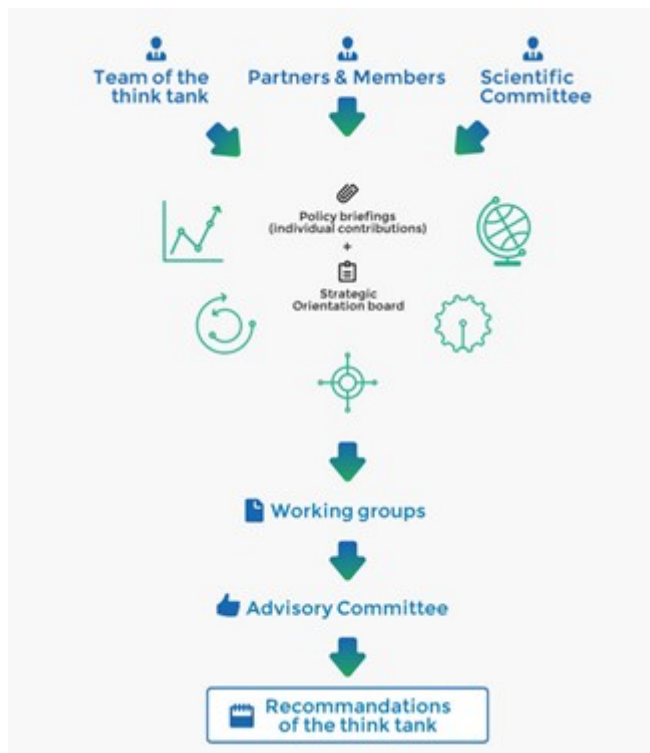 Team of the
think tank
Partners & Members
Scientific
Committee
Policy briefings
(individual contributions)
+
Strategic
Orientation board
Working groups
Advisory Committee
Recommandations
of the think tank